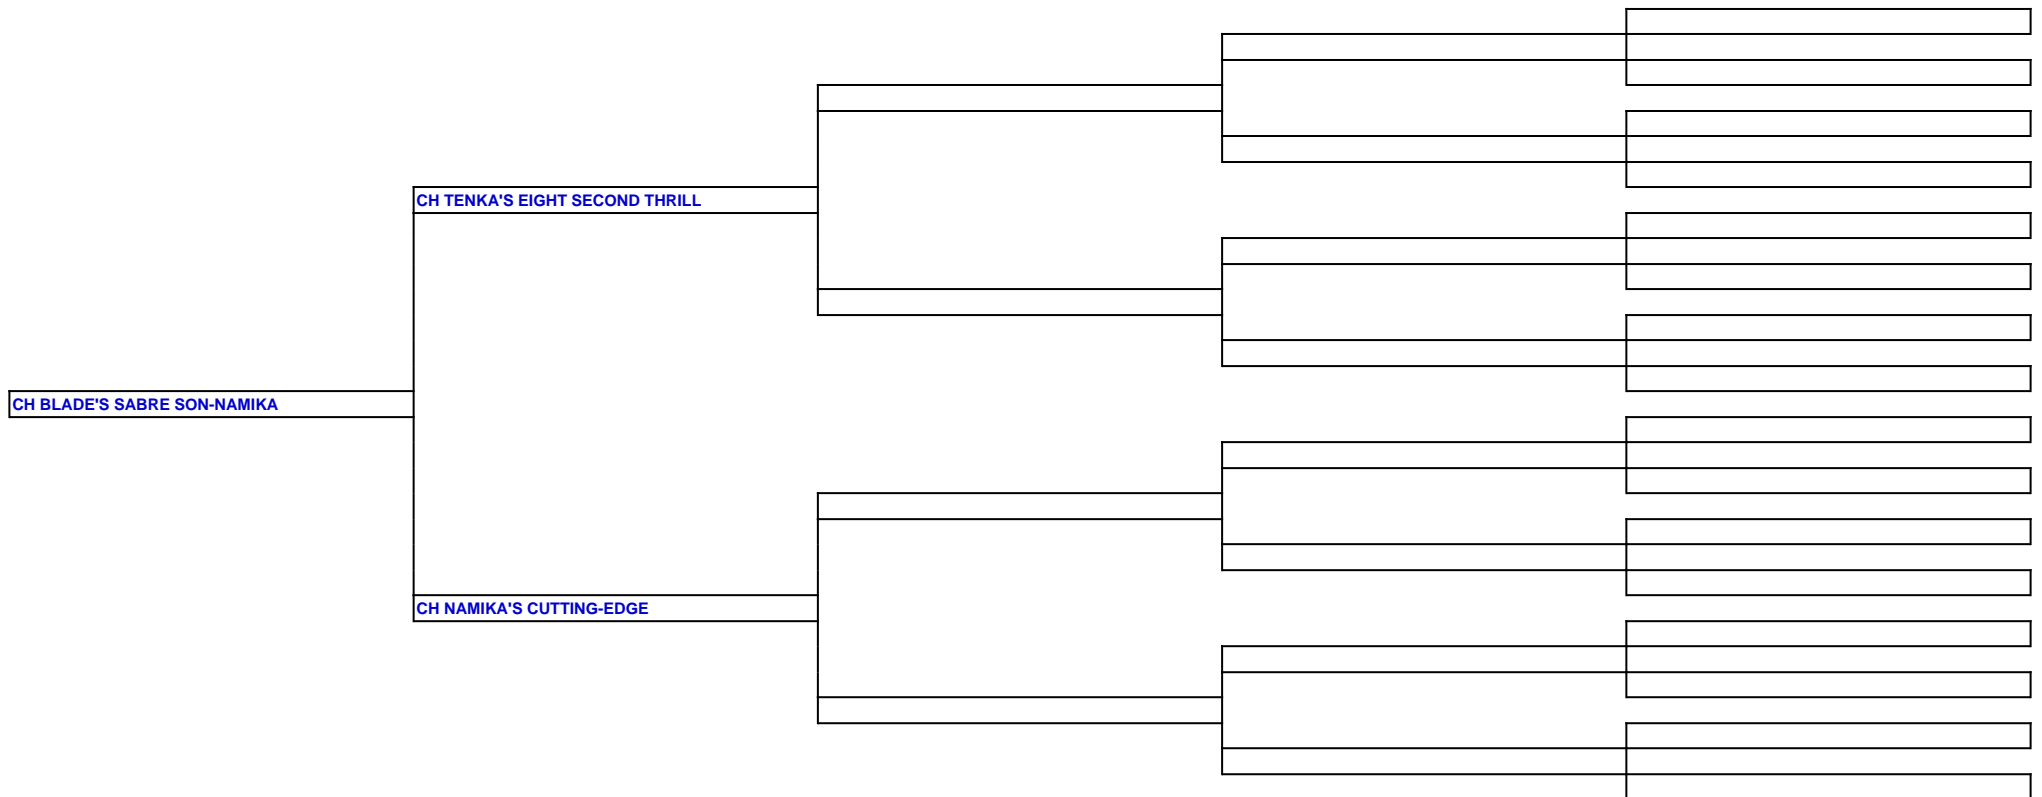 CH TENKA'S EIGHT SECOND THRILL
CH BLADE'S SABRE SON-NAMIKA
CH NAMIKA'S CUTTING-EDGE